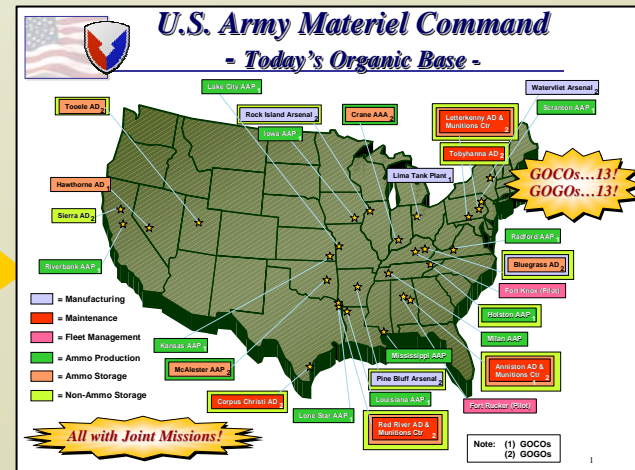 U.S. Army Materiel Command
- Today's Organic Base -
Lake City AAP 1
Watervliet Arsenal 2
Tooele AD 2
Rock Island Arsenal 2
Crane AAA 2
Letterkenny AD &
Munitions Ctr 2
Scranton AAP 1
Iowa AAP 1
Tobyhanna AD 2
Lima Tank Plant 1
GOCOs...13!
GOGOs...13!
Hawthorne AD 1
Sierra AD 2
Radford AAP 1
Riverbank AAP 1
Bluegrass AD 2
Fort Knox (Pilot)
= Manufacturing
= Maintenance
= Fleet Management
= Ammo Production
= Ammo Storage
= Non-Ammo Storage
Holston AAP 1
Milan AAP
Kansas AAP 1
Mississippi AAP
McAlester AAP 2
Pine Bluff Arsenal 2
Anniston AD &
Munitions Ctr 2
1
Corpus Christi AD 2
Louisiana AAP 1
Fort Rucker (Pilot)
Lone Star AAP 1
Red River AD &
Munitions Ctr 2
2
All with Joint Missions!
Note: (1) GOCOs
(2) GOGOs
1